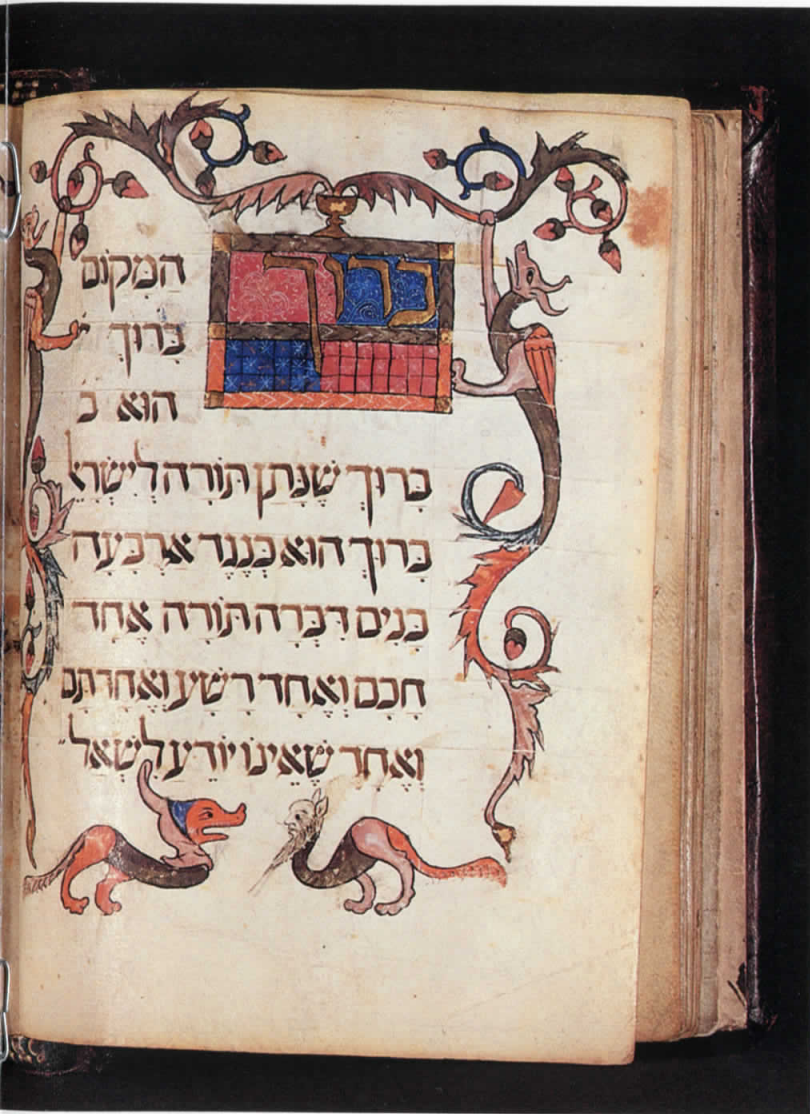 ברוך
המקום
ברוך
הוא ב
ברוך שנתן תורה לישרא
ברוך הוא כנגד ארבעה
בנים דברה תורה אחד
חכם ואחד רשע ואחד תם
ואחד שאינו יודע לשאל